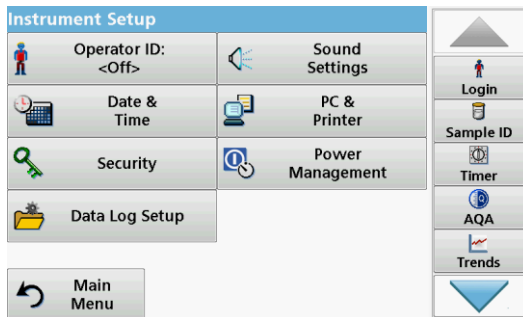 Instrument Setup
Operator ID:
<Off>
Sound
Settings
Date &
Time
PC &
Printer
Security
Power
Management
Data Log Setup
Main
Menu
Login
Sample ID
Timer
AQA
Trends